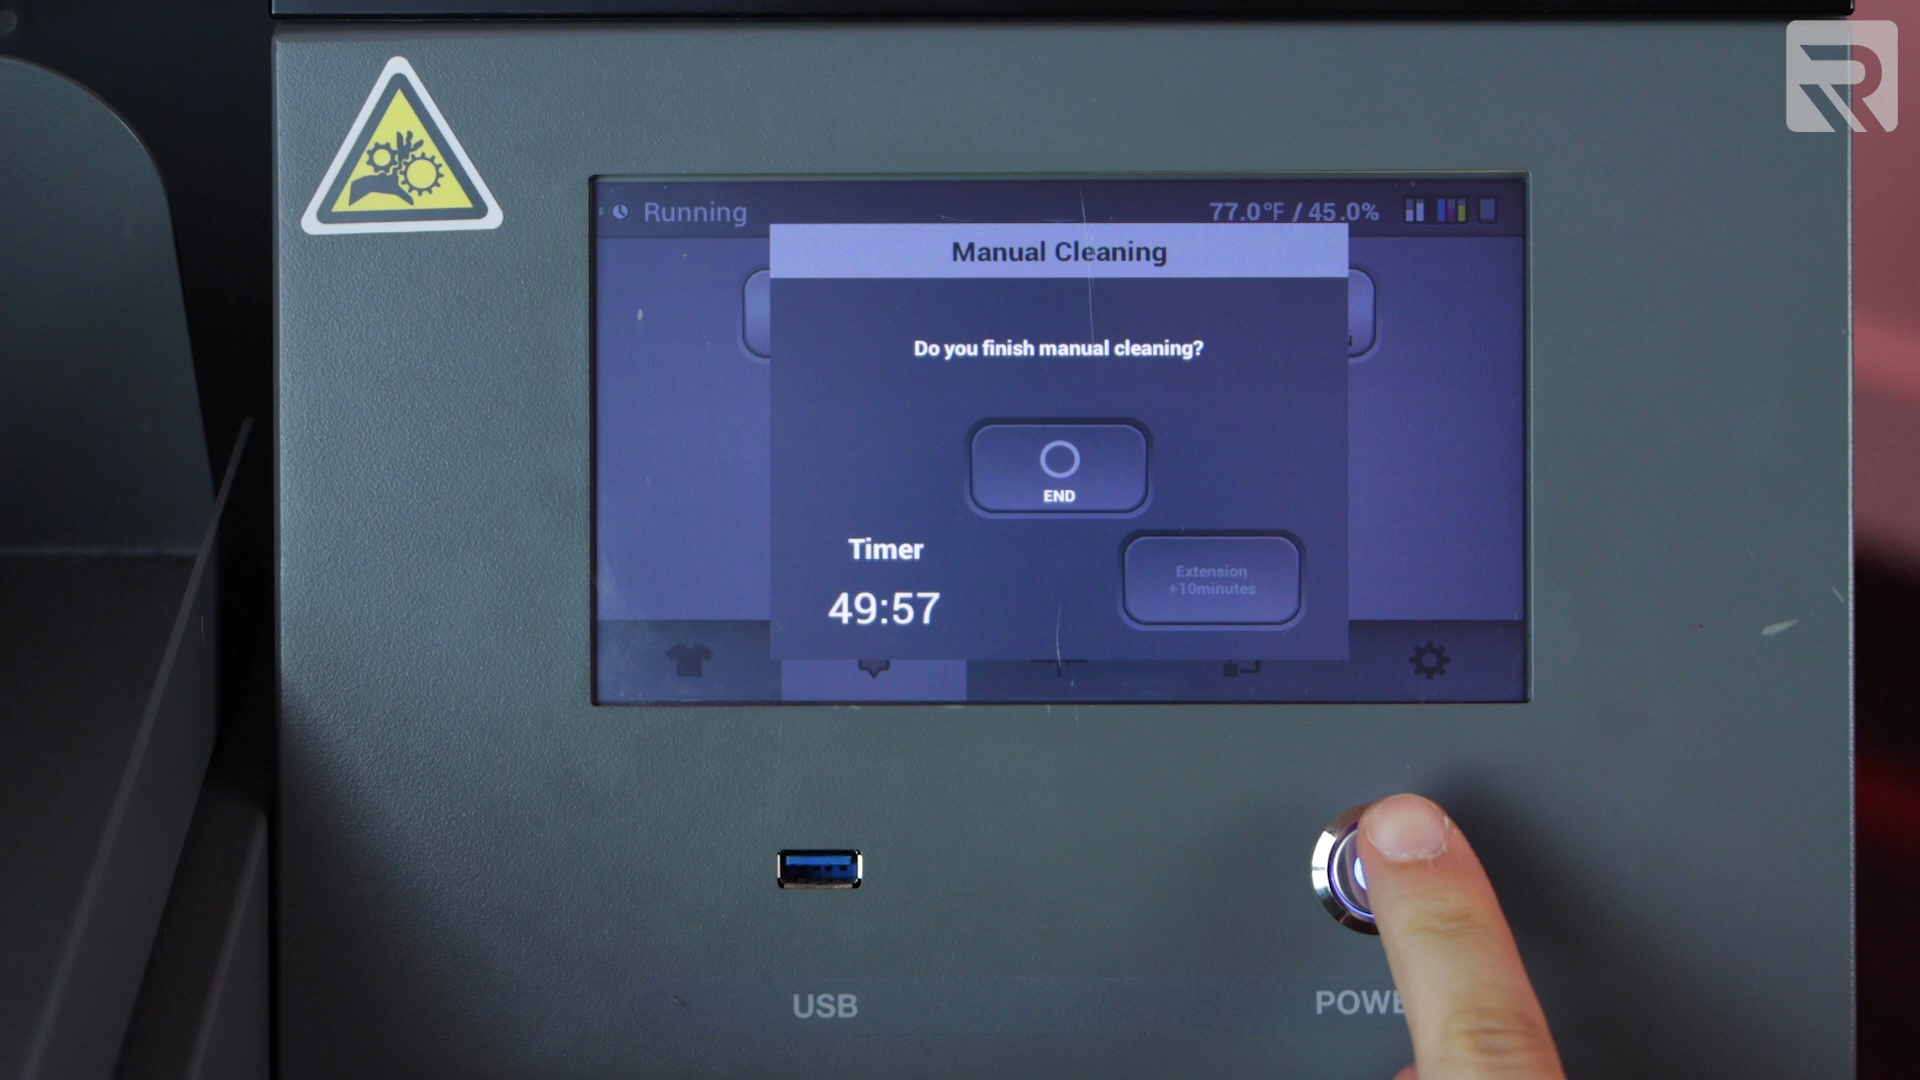 Running
77.0°F / 45.0%
Manual Cleaning
Do you finish manual cleaning?
END
Timer
49:57
Extension
+10minutes
USB
POWE
R